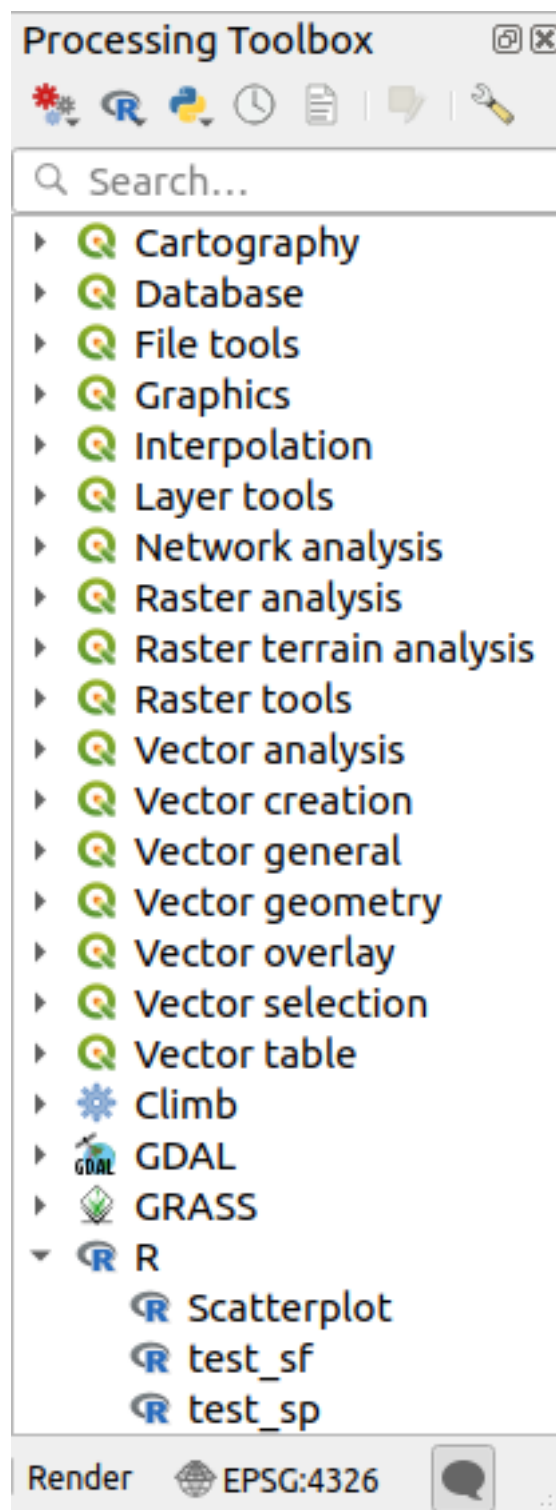 Processing Toolbox
Search...
Cartography
Database
File tools
Graphics
Interpolation
Layer tools
Network analysis
Raster analysis
Raster terrain analysis
Raster tools
Vector analysis
Vector creation
Vector general
Vector geometry
Vector overlay
Vector selection
Vector table
Climb
GDAL GDAL
GRASS
R R
R Scatterplot
R test_sf
R test_sp
Render EPSG:4326